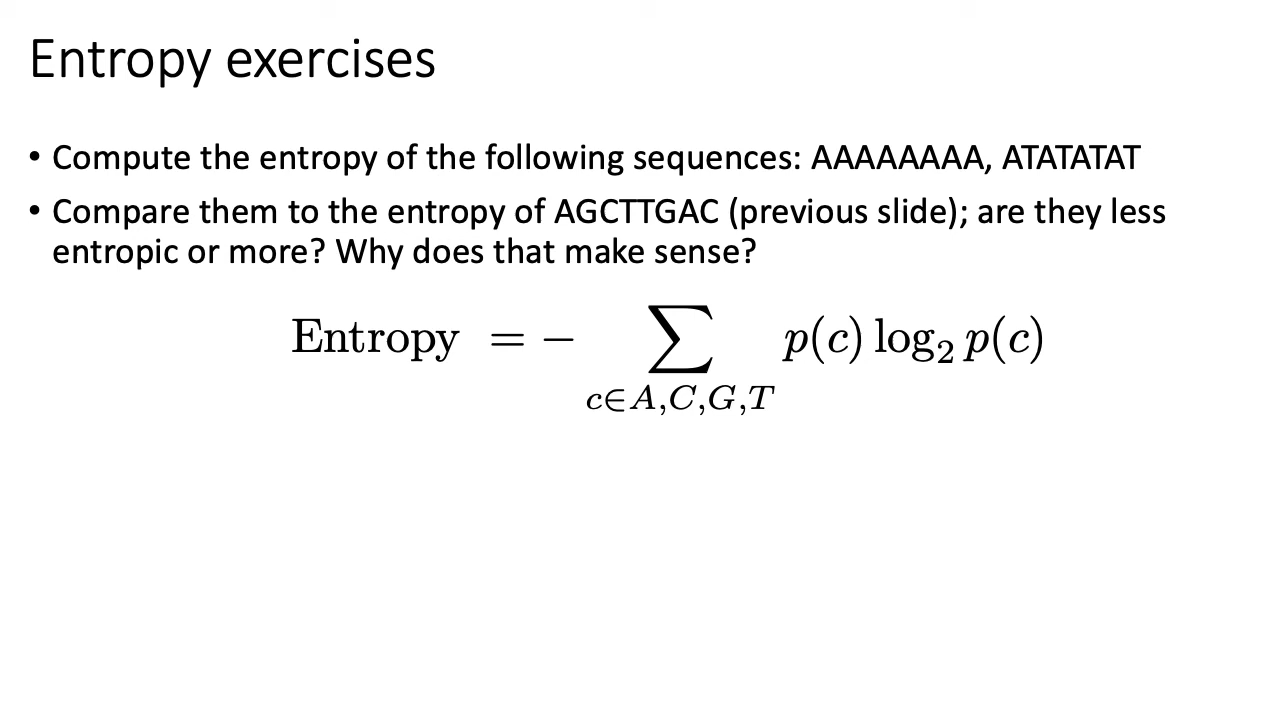 Entropy exercises
• Compute the entropy of the following sequences: AAAAAAAA, ATATATAT
• Compare them to the entropy of AGCTTGAC (previous slide); are they less
entropic or more? Why does that make sense?
Entropy = − ∑ p(c) log₂ p(c)
c∈A,C,G,T